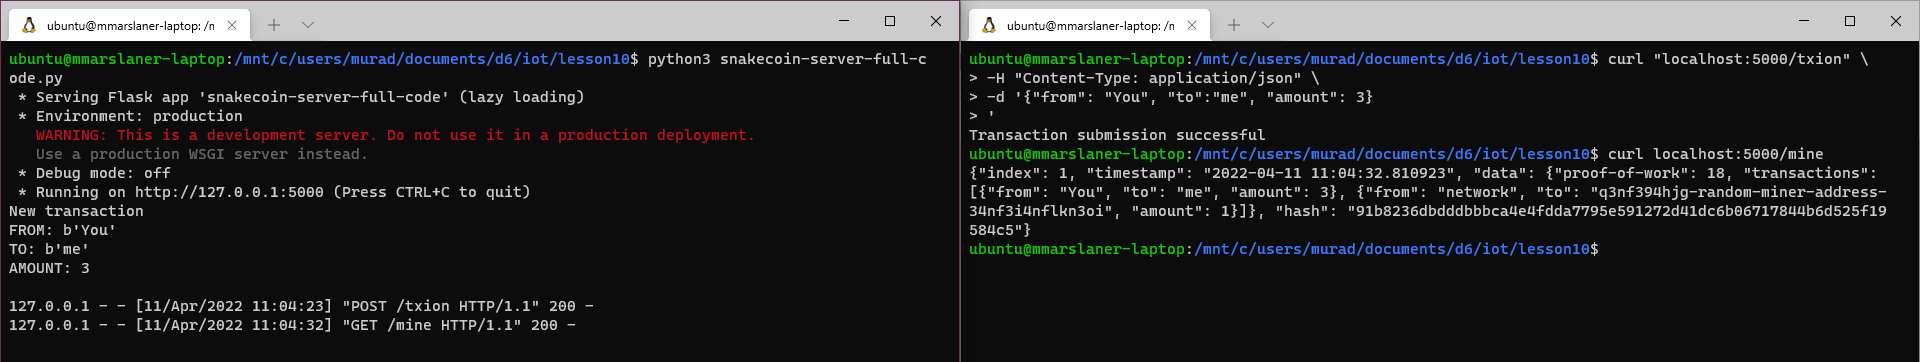 ubuntu@mmarslaner-laptop: /n
ubuntu@mmarslaner-laptop:/mnt/c/users/murad/documents/d6/iot/lesson10$ python3 snakecoin-server-full-c
ode.py
* Serving Flask app 'snakecoin-server-full-code' (lazy loading)
* Environment: production
WARNING: This is a development server. Do not use it in a production deployment.
Use a production WSGI server instead.
* Debug mode: off
* Running on http://127.0.0.1:5000 (Press CTRL+C to quit)
New transaction
FROM: b'You'
TO: b'me'
AMOUNT: 3
127.0.0.1 - - [11/Apr/2022 11:04:23] "POST /txion HTTP/1.1" 200 -
127.0.0.1 - - [11/Apr/2022 11:04:32] "GET /mine HTTP/1.1" 200 -
ubuntu@mmarslaner-laptop: /n
ubuntu@mmarslaner-laptop:/mnt/c/users/murad/documents/d6/iot/lesson10$ curl "localhost:5000/txion" \
> -H "Content-Type: application/json" \
> -d '{"from": "You", "to":"me", "amount": 3}
> '
Transaction submission successful
ubuntu@mmarslaner-laptop:/mnt/c/users/murad/documents/d6/iot/lesson10$ curl localhost:5000/mine
{"index": 1, "timestamp": "2022-04-11 11:04:32.810923", "data": {"proof-of-work": 18, "transactions":
[{"from": "You", "to": "me", "amount": 3}, {"from": "network", "to": "q3nf394hjg-random-miner-address-
34nf3i4nflkn3oi", "amount": 1}]}, "hash": "91b8236dbdddbbbca4e4fdda7795e591272d41dc6b06717844b6d525f19
584c5"}
ubuntu@mmarslaner-laptop:/mnt/c/users/murad/documents/d6/iot/lesson10$